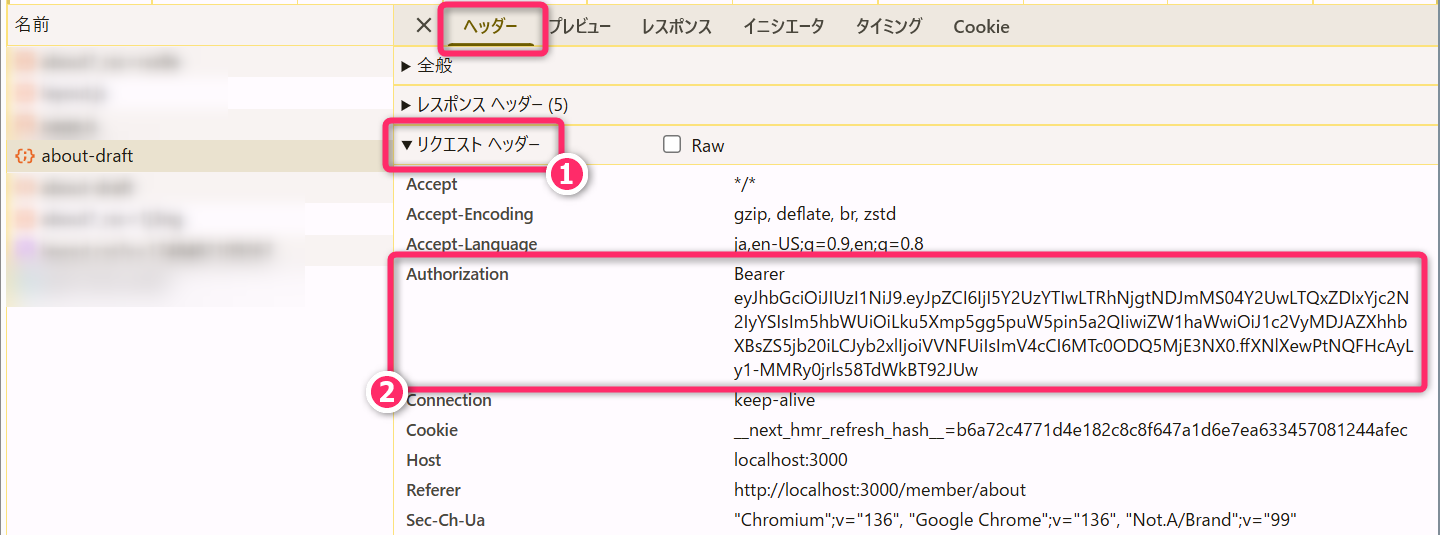 名前
ヘッダー プレビュー レスポンス イニシエータ タイミング Cookie
全般
レスポンス ヘッダー (5)
リクエスト ヘッダー Raw
1
about-draft
Accept */*
Accept-Encoding gzip, deflate, br, zstd
Accept-Language ja,en-US;q=0.9,en;q=0.8
Authorization Bearer
eyJhbGciOiJIUzI1NiJ9.eyJpZCI6IjI5Y2UzYTIwLTRhNjgtNDJmMS04Y2UwLTQxZDIxYjc2N
2IyYSIsIm5hbWUiOiLku5Xmp5gg5puW5pin5a2QIiwiZW1haWwiOiJ1c2VyMDJAZXhhb
XBsZS5jb20iLCJyb2xlIjoiVVNFUiIsImV4cCI6MTc0ODQ5MjE3NX0.ffXNlXewPtNQFHcAyL
y1-MMRy0jrls58TdWkBT92JUw
2
Connection keep-alive
Cookie __next_hmr_refresh_hash__=b6a72c4771d4e182c8c8f647a1d6e7ea633457081244afec
Host localhost:3000
Referer http://localhost:3000/member/about
Sec-Ch-Ua "Chromium";v="136", "Google Chrome";v="136", "Not.A/Brand";v="99"